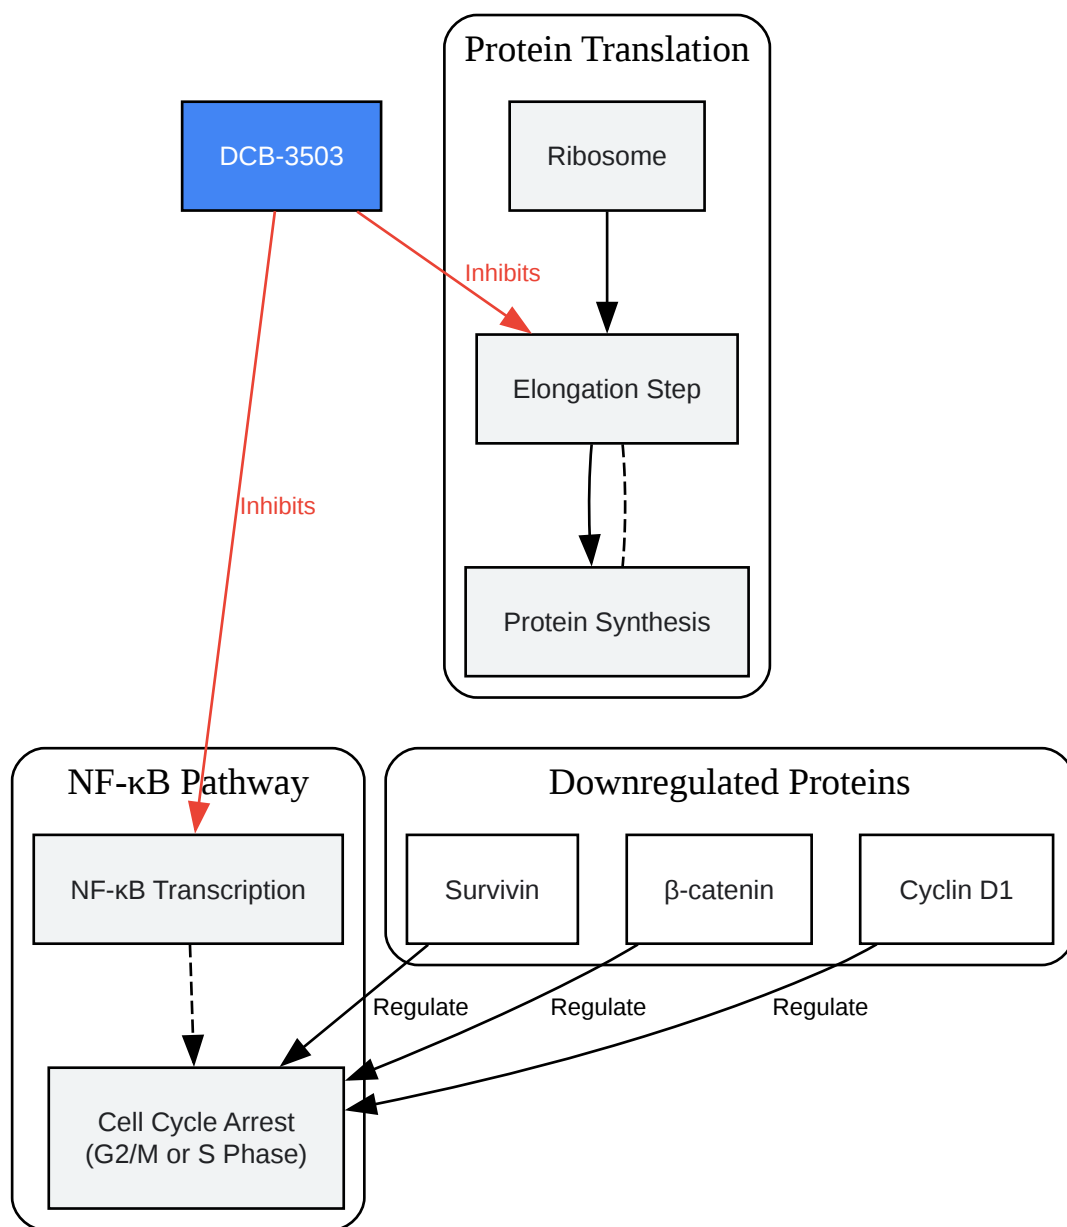 Protein Translation
DCB-3503
Ribosome
Inhibits
Elongation Step
Inhibits
Protein Synthesis
NF-κB Pathway
Downregulated Proteins
NF-κB Transcription
Survivin
β-catenin
Cyclin D1
Regulate
Regulate
Regulate
Cell Cycle Arrest
(G2/M or S Phase)